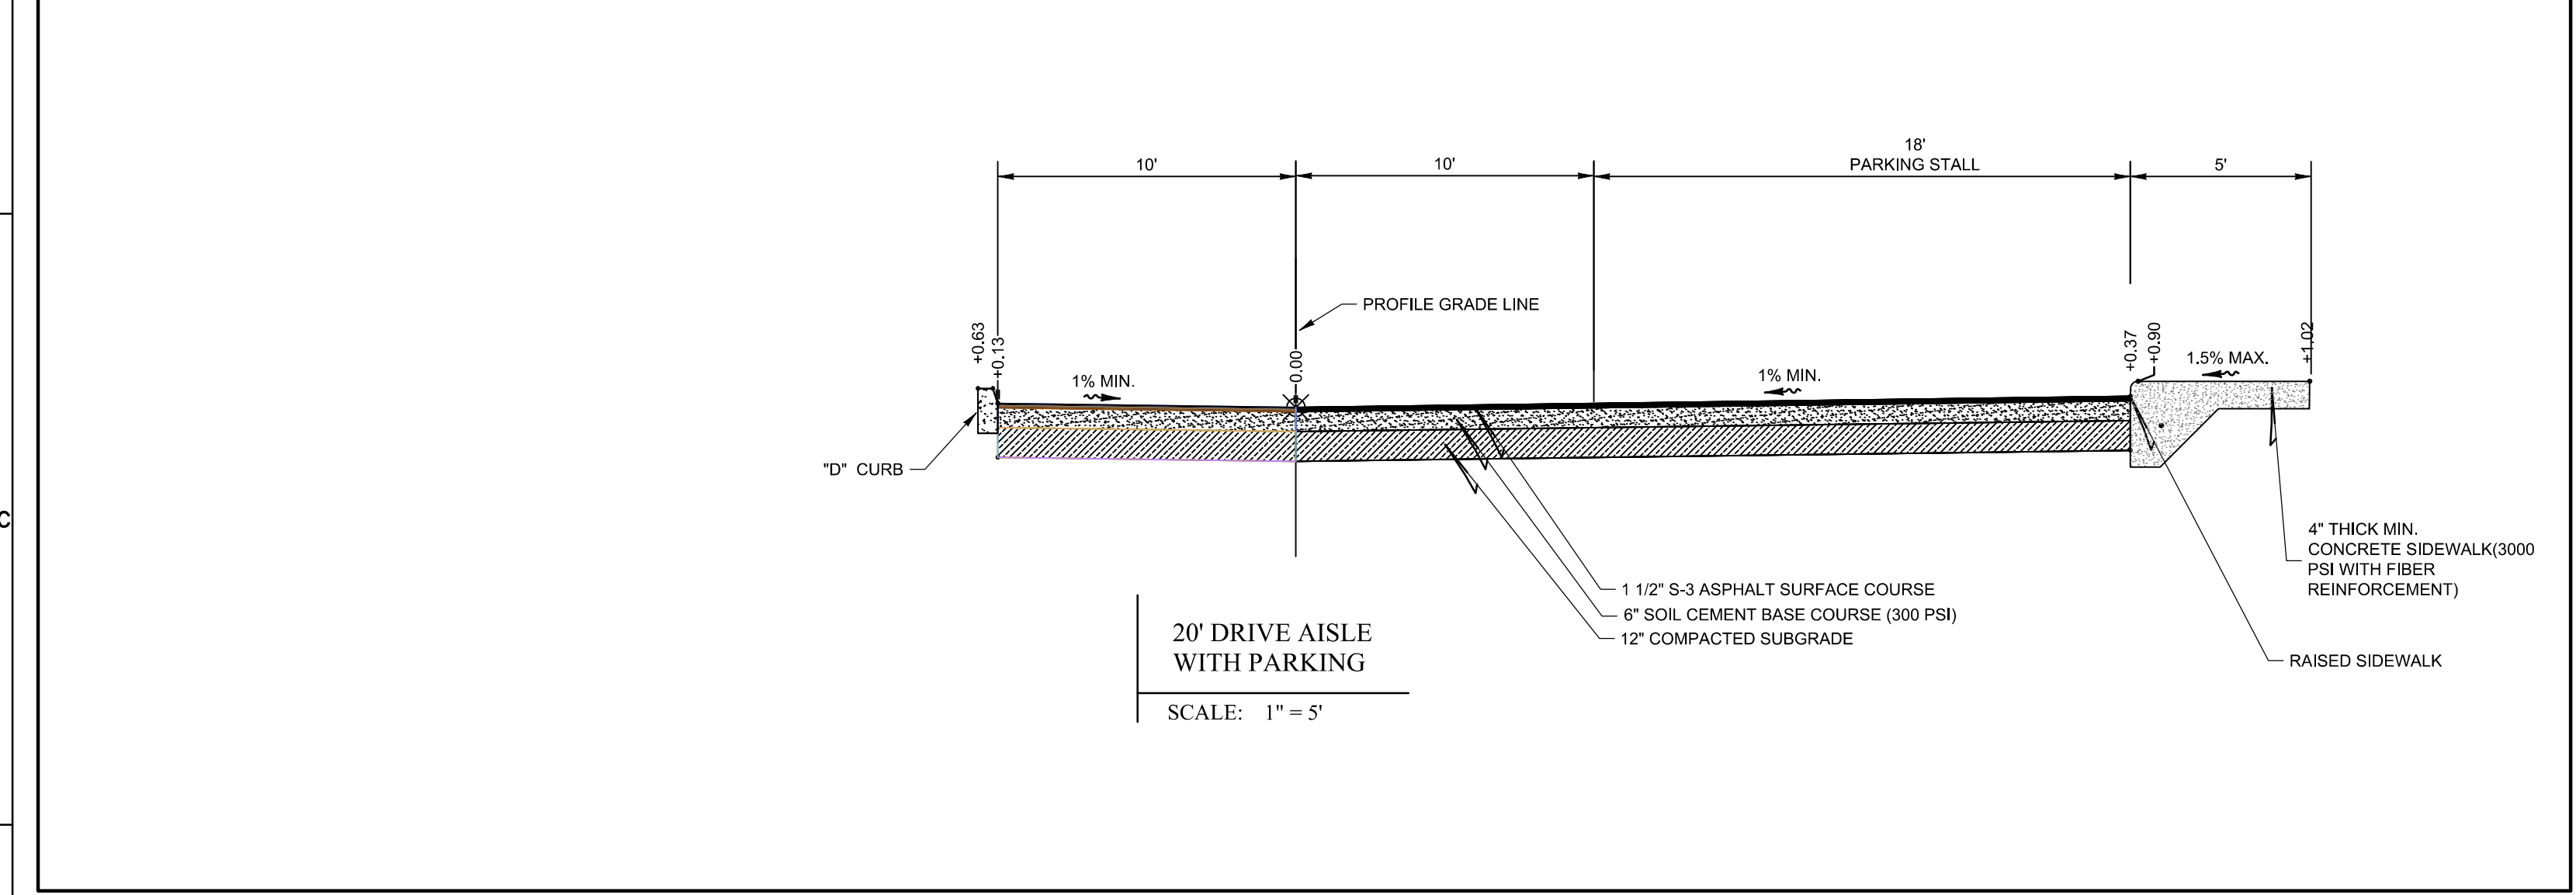 18'
10'
10'
PARKING STALL
5'
PROFILE GRADE LINE
+0.63
+0.13
0.00
+0.37
+0.90
+1.02
1% MIN.
1% MIN.
1.5% MAX.
"D" CURB
C
4" THICK MIN.
CONCRETE SIDEWALK(3000
PSI WITH FIBER
REINFORCEMENT)
1 1/2" S-3 ASPHALT SURFACE COURSE
6" SOIL CEMENT BASE COURSE (300 PSI)
12" COMPACTED SUBGRADE
RAISED SIDEWALK
20' DRIVE AISLE
WITH PARKING
SCALE: 1" = 5'